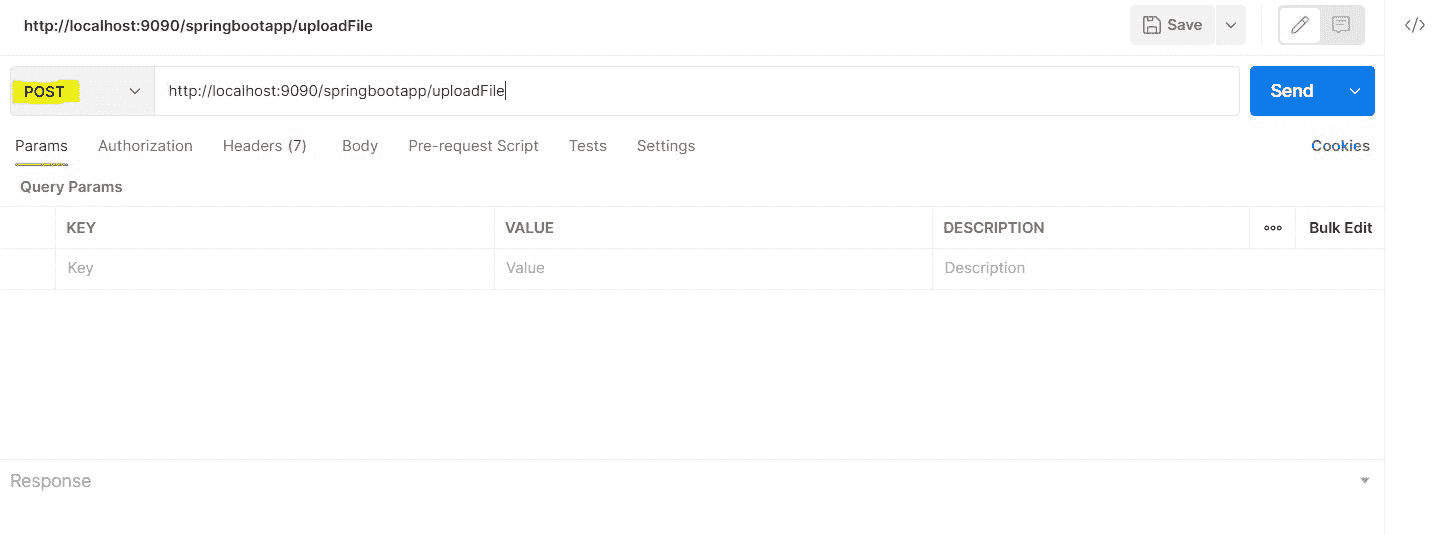 http://localhost:9090/springbootapp/uploadFile
Save
POST
http://localhost:9090/springbootapp/uploadFile
Send
Params Authorization Headers (7) Body Pre-request Script Tests Settings Cookies
Query Params
KEY VALUE DESCRIPTION ooo Bulk Edit
Key Value Description
Response